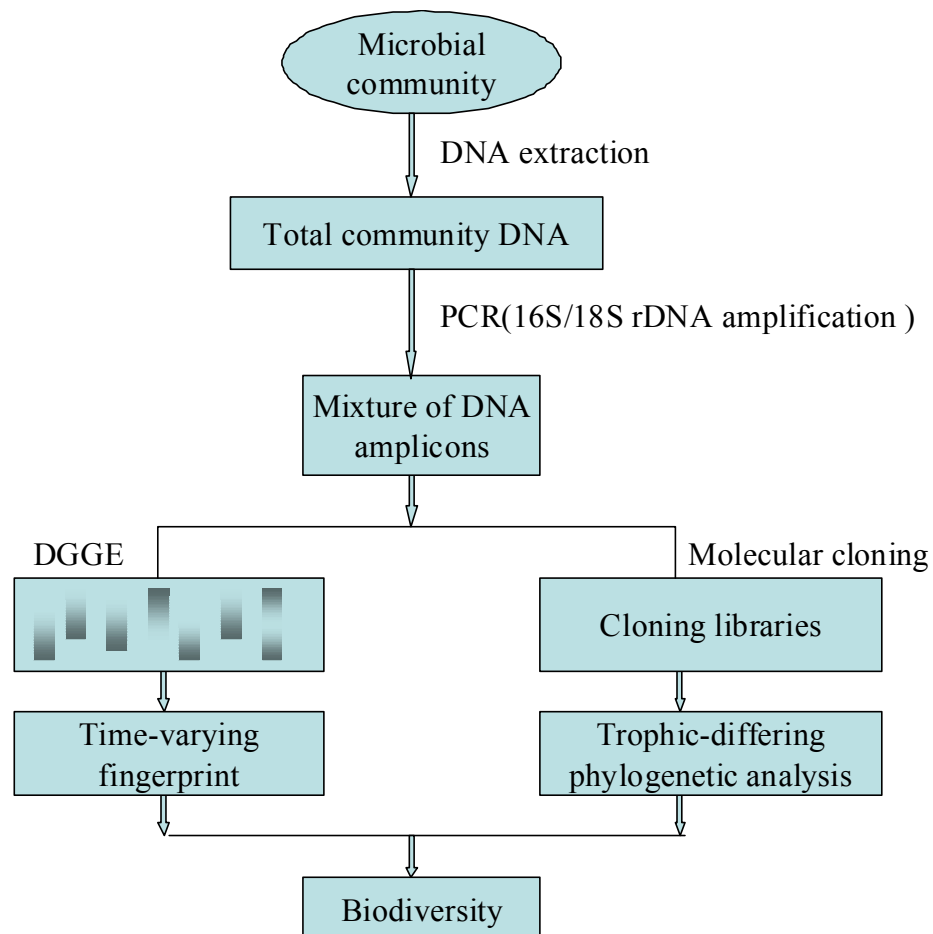 Microbial
community
DNA extraction
Total community DNA
PCR(16S/18S rDNA amplification )
Mixture of DNA
amplicons
DGGE
Molecular cloning
Cloning libraries
Time-varying
fingerprint
Trophic-differing
phylogenetic analysis
Biodiversity